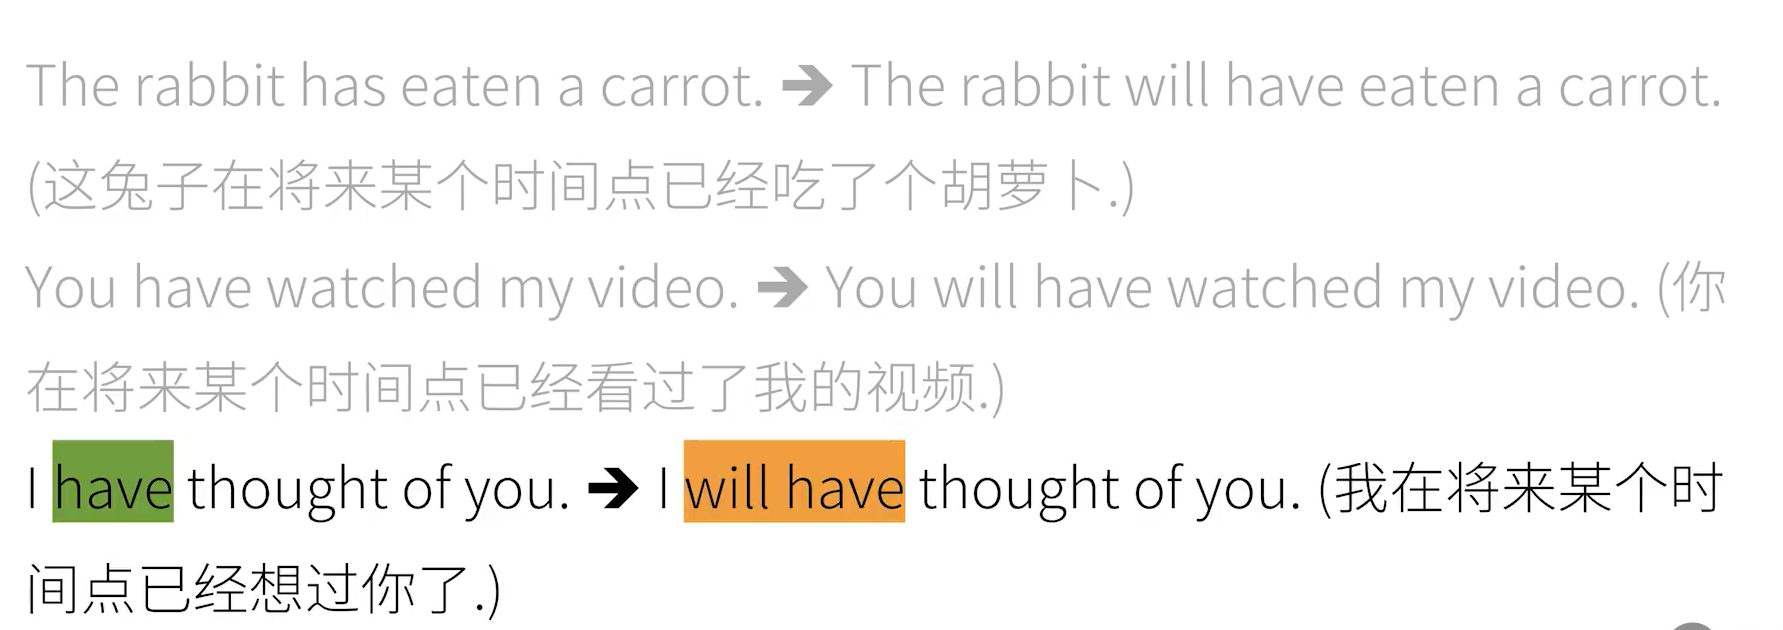 The rabbit has eaten a carrot. ➔ The rabbit will have eaten a carrot.
(这兔子在将来某个时间点已经吃了个胡萝卜.)
You have watched my video. ➔ You will have watched my video. (你
在将来某个时间点已经看过了我的视频.)
I have thought of you. ➔ I will have thought of you. (我在将来某个时
间点已经想过你了.)